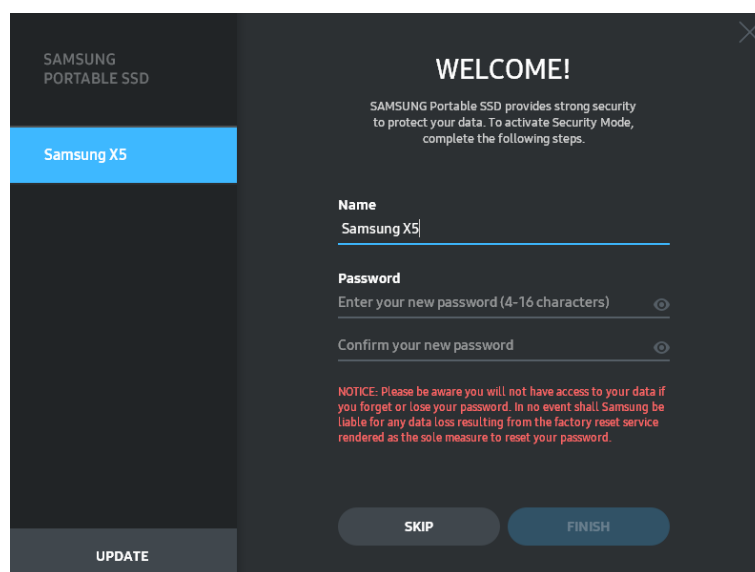 SAMSUNG
PORTABLE SSD
Samsung X5
UPDATE
WELCOME!
SAMSUNG Portable SSD provides strong security
to protect your data. To activate Security Mode,
complete the following steps.
Name
Samsung X5
Password
Enter your new password (4-16 characters)
Confirm your new password
NOTICE: Please be aware you will not have access to your data if
you forget or lose your password. In no event shall Samsung be
liable for any data loss resulting from the factory reset service
rendered as the sole measure to reset your password.
SKIP
FINISH